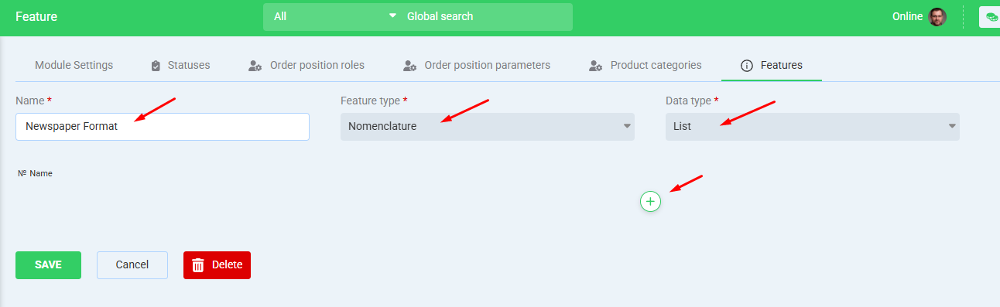 Feature All Global search Online
Module Settings Statuses Order position roles Order position parameters Product categories Features
Name * Feature type * Data type *
Newspaper Format Nomenclature List
№ Name
SAVE Cancel Delete